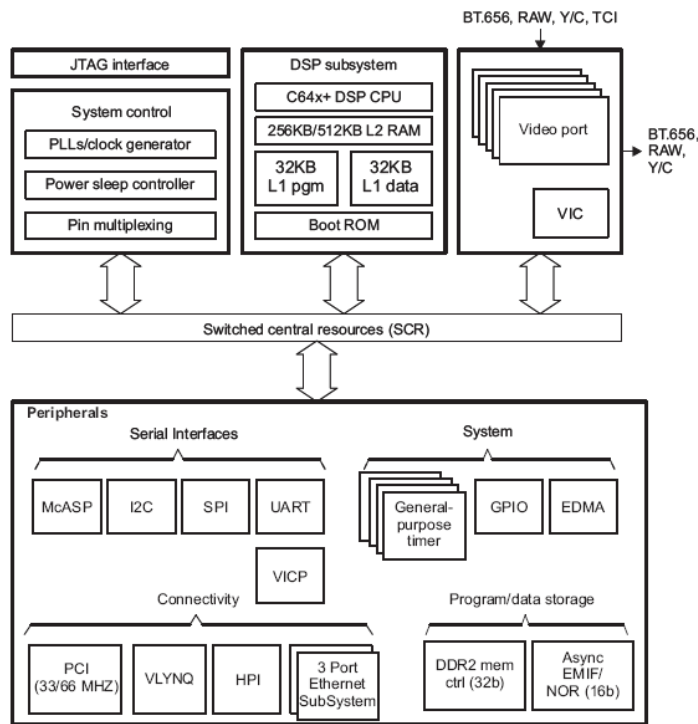 BT.656, RAW, Y/C, TCI
JTAG interface
System control
PLLs/clock generator
Power sleep controller
Pin multiplexing
DSP subsystem
C64x+ DSP CPU
256KB/512KB L2 RAM
32KB
L1 pgm
32KB
L1 data
Boot ROM
Video port
VIC
BT.656,
RAW,
Y/C
Switched central resources (SCR)
Peripherals
Serial Interfaces
McASP
I2C
SPI
UART
VICP
System
General-
purpose
timer
GPIO
EDMA
Connectivity
PCI
(33/66 MHZ)
VLYNQ
HPI
3 Port
Ethernet
SubSystem
Program/data storage
DDR2 mem
ctrl (32b)
Async
EMIF/
NOR (16b)